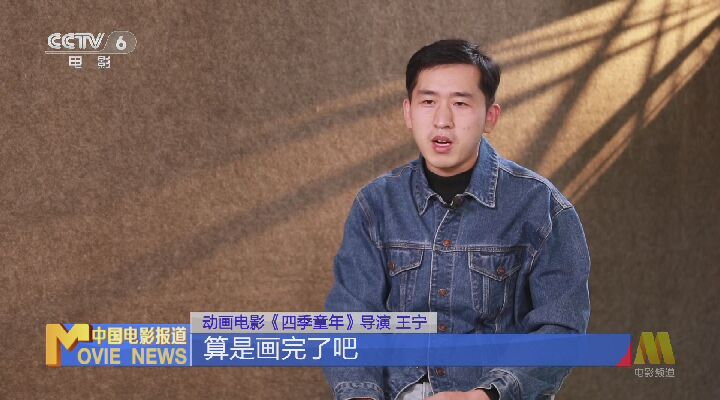 CCTV 6
电影
动画电影《四季童年》导演 王宁
中国电影报道
MOVIE NEWS
算是画完了吧
M
电影频道